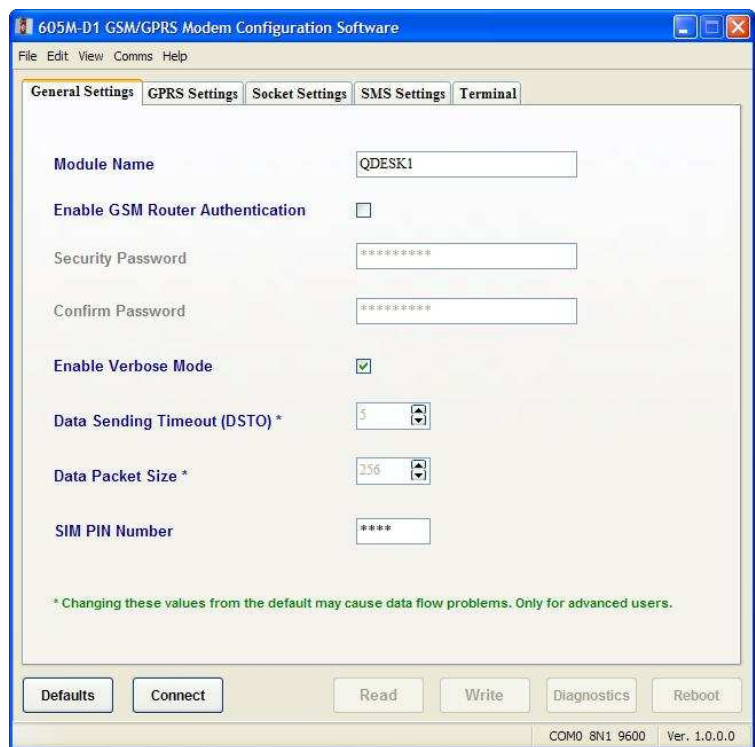 605M-D1 GSM/GPRS Modem Configuration Software
File Edit View Comms Help
General Settings GPRS Settings Socket Settings SMS Settings Terminal
Module Name QDESK1
Enable GSM Router Authentication
Security Password *********
Confirm Password *********
Enable Verbose Mode
Data Sending Timeout (DSTO) * 5
Data Packet Size * 256
SIM PIN Number ****
* Changing these values from the default may cause data flow problems. Only for advanced users.
Defaults Connect Read Write Diagnostics Reboot
COM0 8N1 9600 Ver. 1.0.0.0